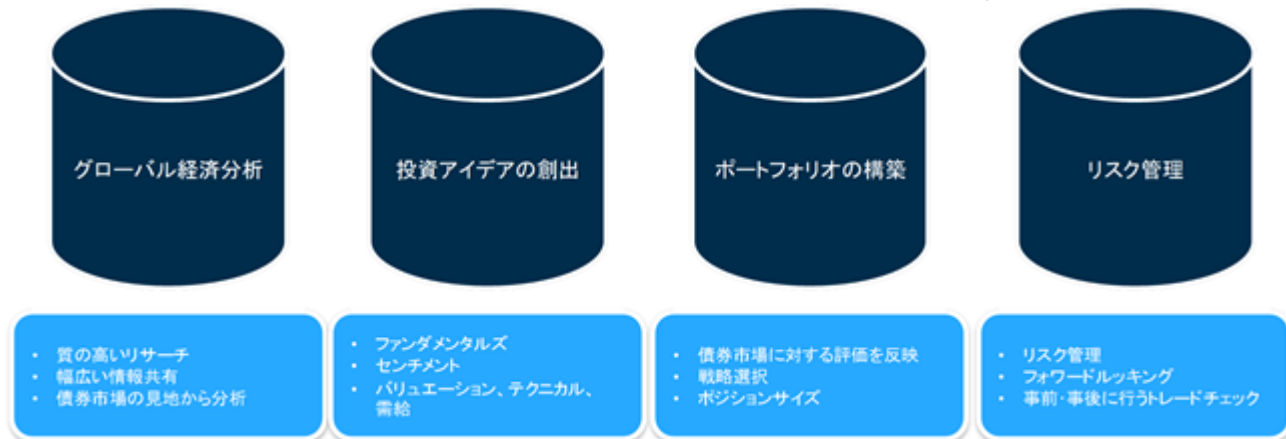 グローバル経済分析
投資アイデアの創出
ポートフォリオの構築
リスク管理
• 質の高いリサーチ
• 幅広い情報共有
• 債券市場の見地から分析
• ファンダメンタルズ
• センチメント
• バリュエーション、テクニカル、
需給
• 債券市場に対する評価を反映
• 戦略選択
• ポジションサイズ
• リスク管理
• フォワードルッキング
• 事前・事後に行うトレードチェック